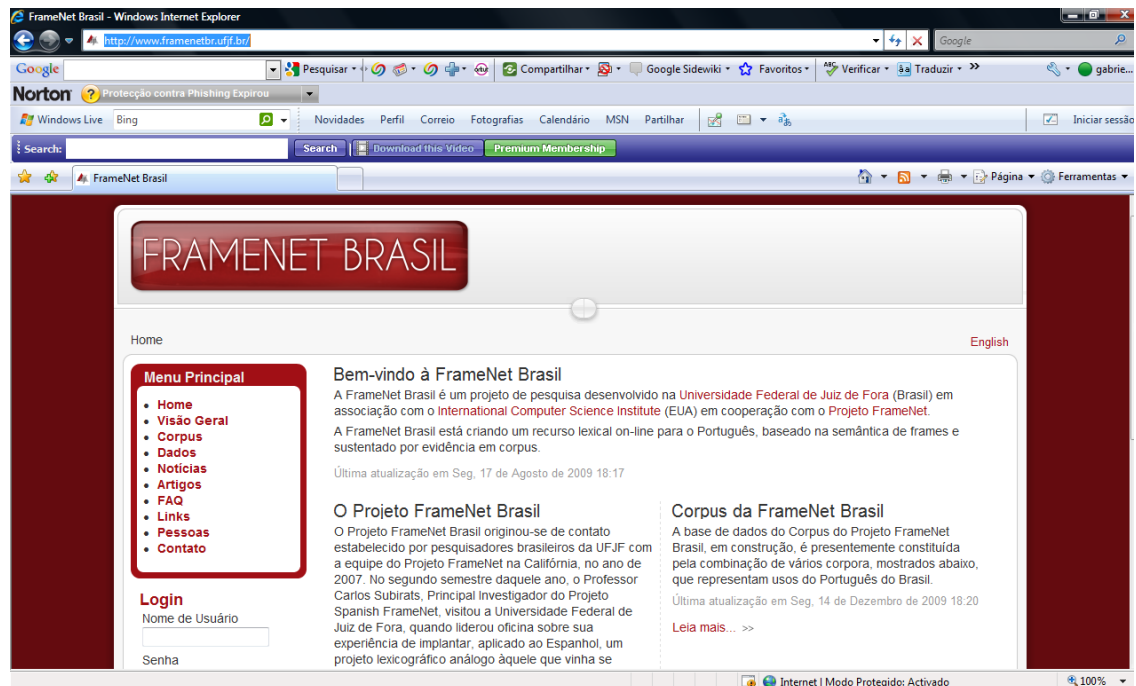 FrameNet Brasil - Windows Internet Explorer
http://www.framenetbr.ufjf.br/
Google
Google Pesquisar Compartilhar Google Sidewiki Favoritos Verificar Traduzir >> gabrie...
Norton Protecção contra Phishing Expirou
Windows Live Bing Novidades Perfil Correio Fotografias Calendário MSN Partilhar Iniciar sessão
Search: Search Download this Video Premium Membership
FrameNet Brasil Página Ferramentas
FRAMENET BRASIL
Home
English
Menu Principal
Home
Visão Geral
Corpus
Dados
Notícias
Artigos
FAQ
Links
Pessoas
Contato
Login
Nome de Usuário
Senha
Bem-vindo à FrameNet Brasil
A FrameNet Brasil é um projeto de pesquisa desenvolvido na Universidade Federal de Juiz de Fora (Brasil) em
associação com o International Computer Science Institute (EUA) em cooperação com o Projeto FrameNet.
A FrameNet Brasil está criando um recurso lexical on-line para o Português, baseado na semântica de frames e
sustentado por evidência em corpus.
Última atualização em Seg, 17 de Agosto de 2009 18:17
O Projeto FrameNet Brasil
O Projeto FrameNet Brasil originou-se de contato
estabelecido por pesquisadores brasileiros da UFJF com
a equipe do Projeto FrameNet na Califórnia, no ano de
2007. No segundo semestre daquele ano, o Professor
Carlos Subirats, Principal Investigador do Projeto
Spanish FrameNet, visitou a Universidade Federal de
Juiz de Fora, quando liderou oficina sobre sua
experiência de implantar, aplicado ao Espanhol, um
projeto lexicográfico análogo àquele que vinha se
Corpus da FrameNet Brasil
A base de dados do Corpus do Projeto FrameNet
Brasil, em construção, é presentemente constituída
pela combinação de vários corpora, mostrados abaixo,
que representam usos do Português do Brasil.
Última atualização em Seg, 14 de Dezembro de 2009 18:20
Leia mais... >>
Internet | Modo Protegido: Activado 100%